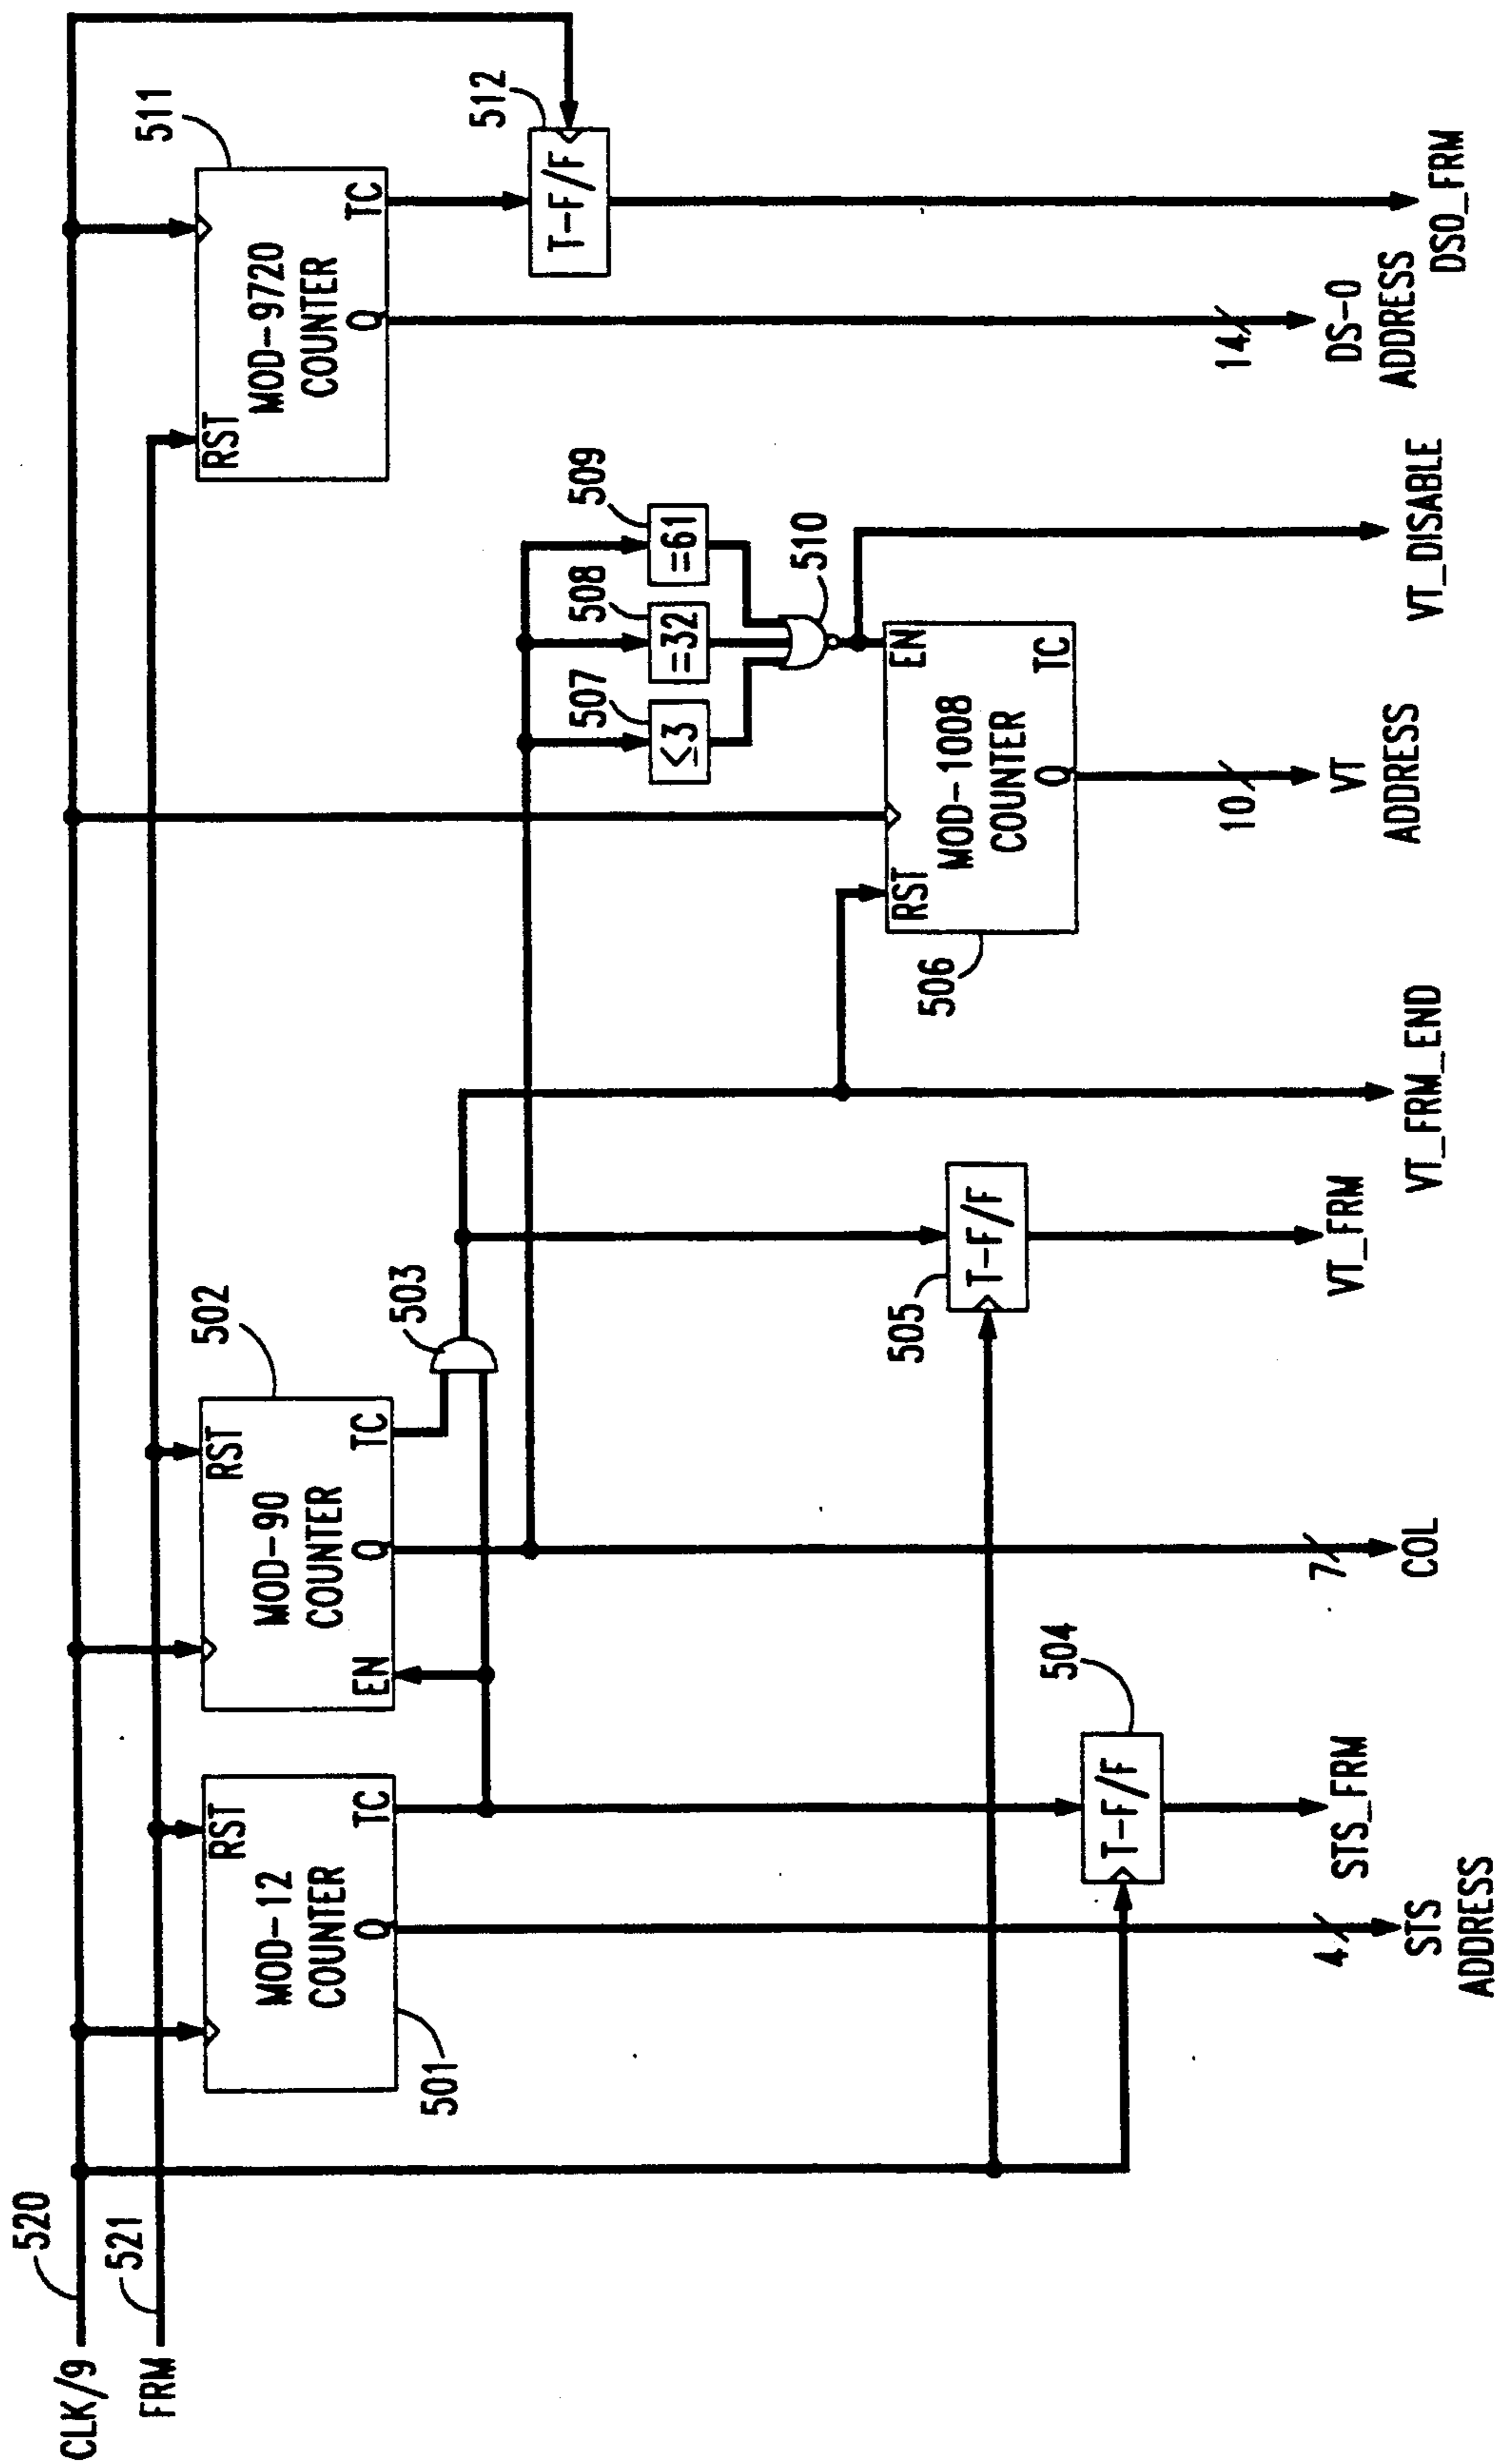 CLK/9
520
FRM
521
MOD-12
COUNTER
RST
Q
TC
501
MOD-90
COUNTER
RST
EN
Q
TC
502
503
T-F/F
504
T-F/F
505
MOD-1008
COUNTER
RST
EN
Q
TC
506
≤3
507
=32
508
=61
509
510
MOD-9720
COUNTER
RST
Q
TC
511
T-F/F
512
4
STS
ADDRESS
STS_FRM
7
COL
VT_FRM
VT_FRM_END
10
VT
ADDRESS
VT_DISABLE
14
DS-0
ADDRESS
DS0_FRM